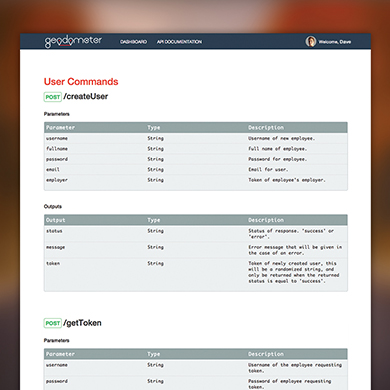 geodometer DASHBOARD API DOCUMENTATION Welcome, Dave
User Commands
POST /createUser
Parameters
Parameter Type Description
username String Username of new employee.
fullname String Full name of employee.
password String Password for employee.
email String Email for user.
employer String Token of employee's employer.
Outputs
Output Type Description
status String Status of response. "success" or
"error".
message String Error message that will be given in
the case of an error.
token String Token of newly created user, this
will be a randomized string, and
only be returned when the returned
status is equal to "success".
POST /getToken
Parameters
Parameter Type Description
username String Username of the employee requesting
token.
password String Password of employee requesting
token.